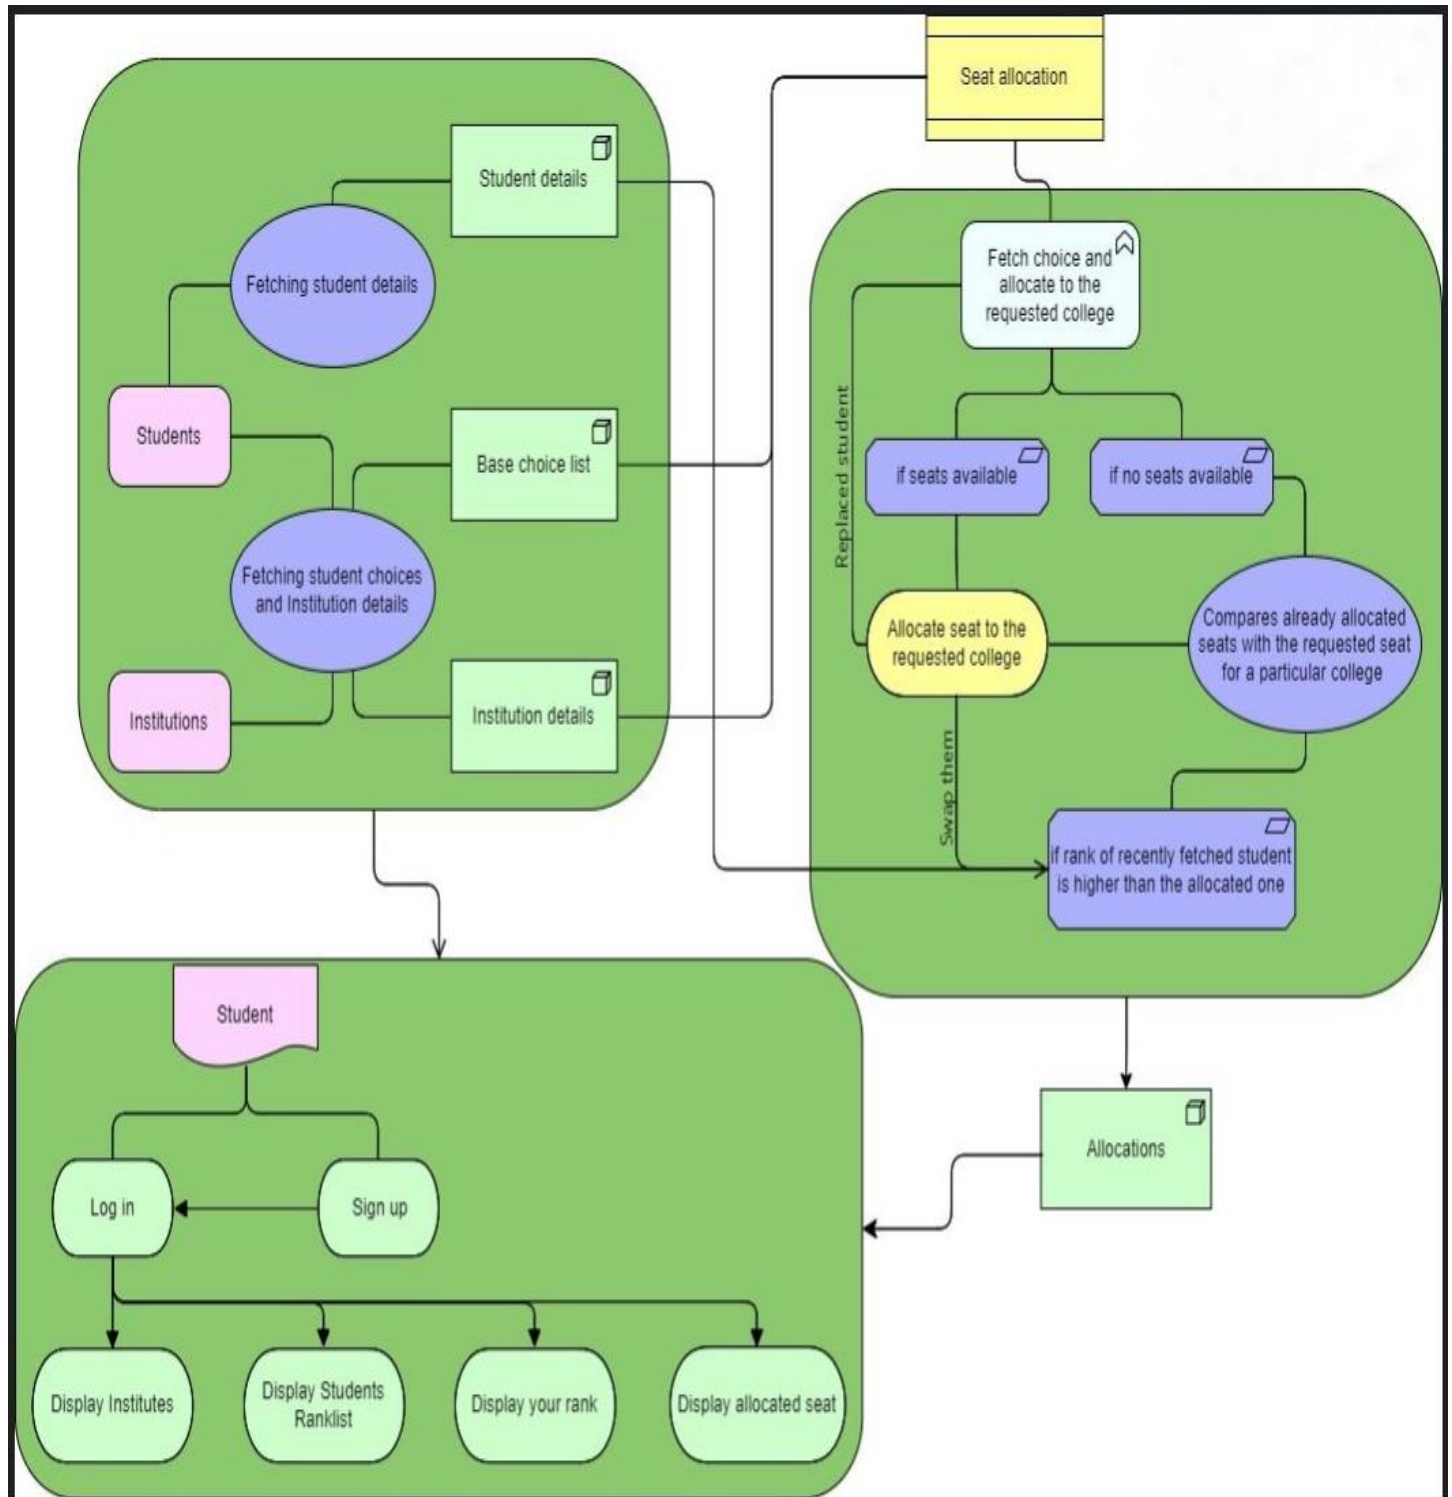 Seat allocation
Student details
Fetching student details
Students
Base choice list
Fetching student choices
and Institution details
Institutions
Institution details
Fetch choice and
allocate to the
requested college
Replaced student
if seats available
if no seats available
Allocate seat to the
requested college
Compares already allocated
seats with the requested seat
for a particular college
Swap them
if rank of recently fetched student
is higher than the allocated one
Student
Log in
Sign up
Allocations
Display Institutes
Display Students
Ranklist
Display your rank
Display allocated seat